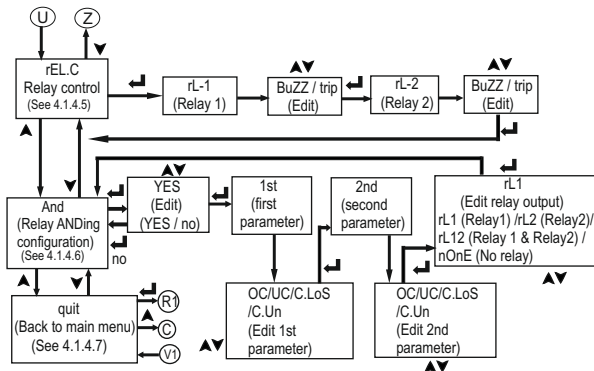 U
Z
rEL.C
Relay control
(See 4.1.4.5)
rL-1
(Relay 1)
BuZZ / trip
(Edit)
rL-2
(Relay 2)
BuZZ / trip
(Edit)
And
(Relay ANDing
configuration)
(See 4.1.4.6)
no
YES
(Edit)
(YES / no)
1st
(first
parameter)
2nd
(second
parameter)
rL1
(Edit relay output)
rL1 (Relay1) /rL2 (Relay2)/
rL12 (Relay 1 & Relay2) /
nOnE (No relay)
quit
(Back to main menu)
(See 4.1.4.7)
R1
C
V1
OC/UC/C.LoS
/C.Un
(Edit 1st
parameter)
OC/UC/C.LoS
/C.Un
(Edit 2nd
parameter)